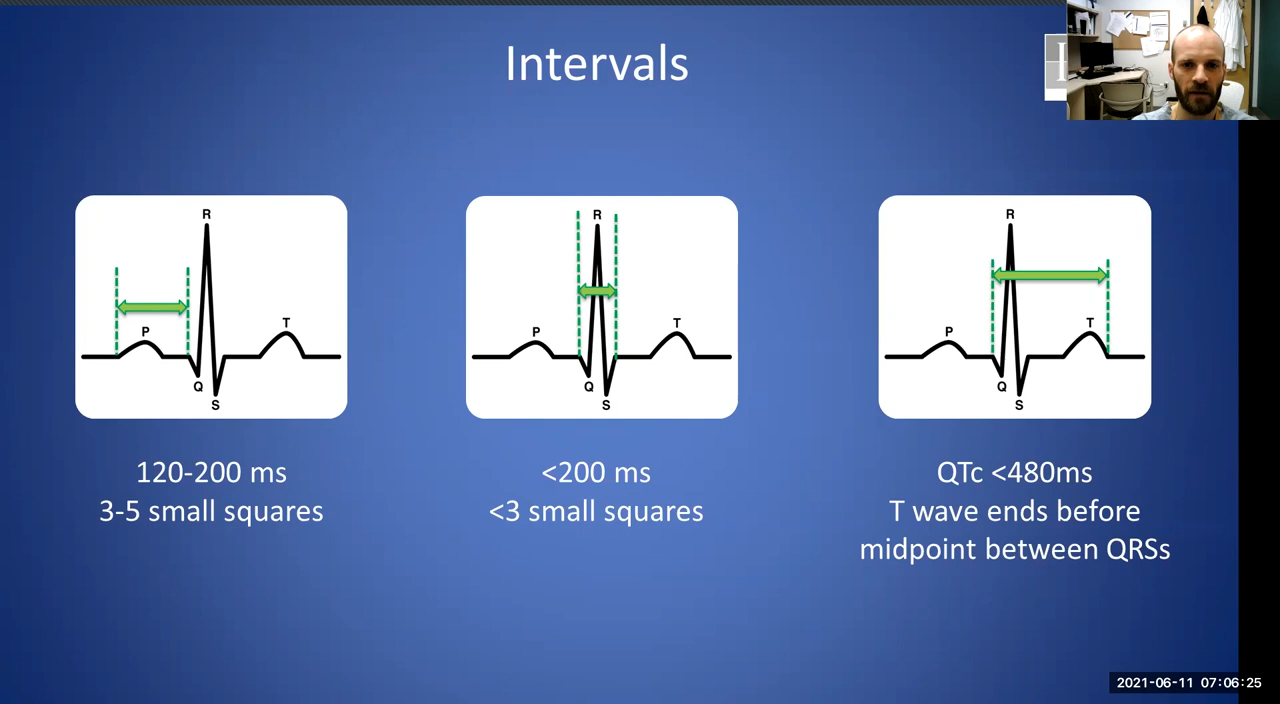 Intervals
R
P
T
Q
S
R
P
T
Q
S
R
P
T
Q
S
120-200 ms
3-5 small squares
<200 ms
<3 small squares
QTc <480ms
T wave ends before
midpoint between QRSs
2021-06-11 07:06:25